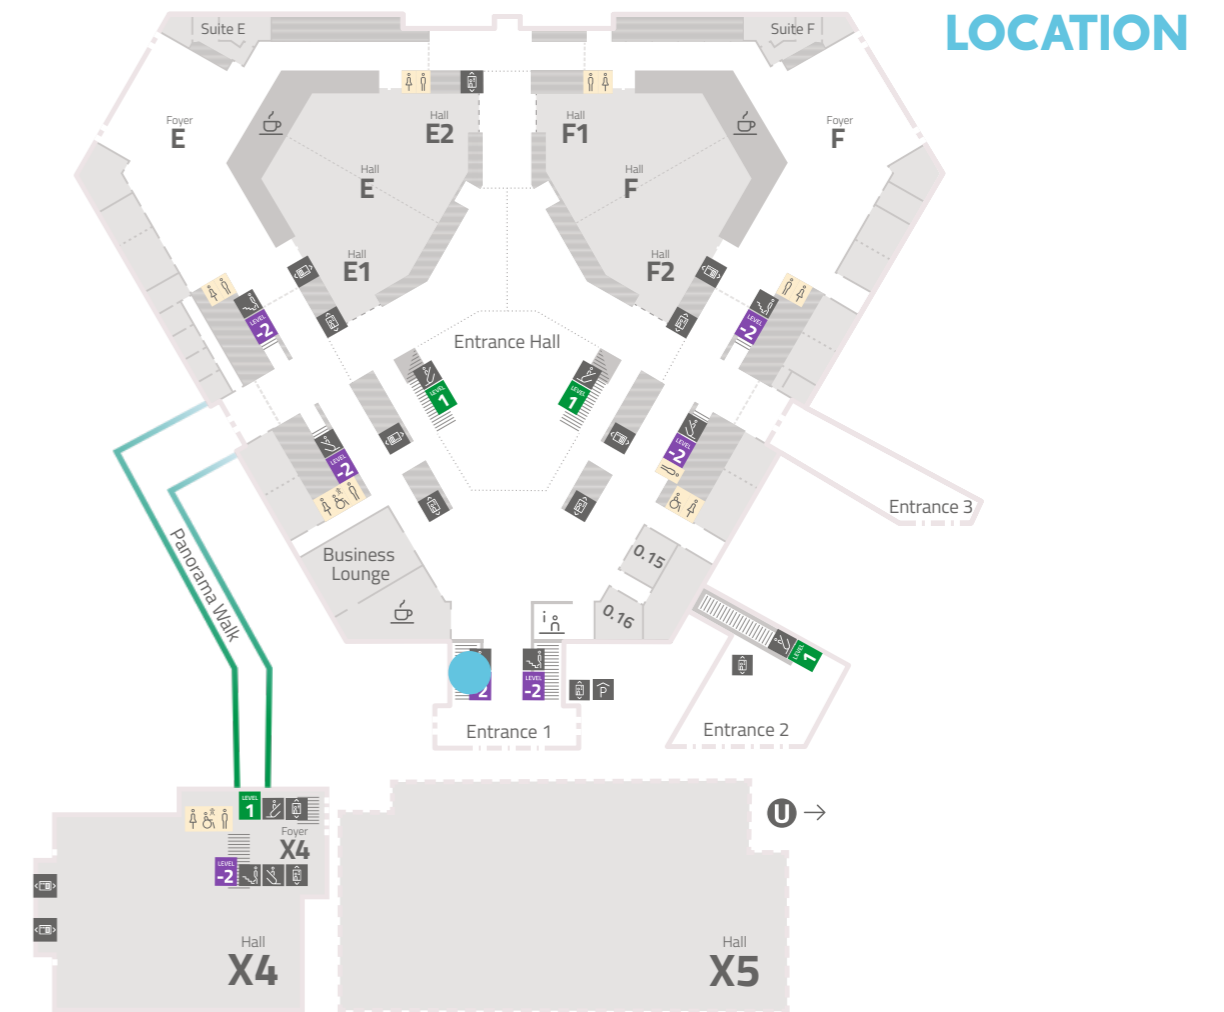 LOCATION
Suite E
Suite F
Foyer
E
Hall
E2
Hall
F1
Foyer
F
Hall
E
Hall
F
Hall
E1
Hall
F2
LEVEL
-2
LEVEL
-2
Entrance Hall
LEVEL
1
LEVEL
1
LEVEL
-2
LEVEL
-2
Entrance 3
Panorama Walk
Business
Lounge
0.15
0.16
i
LEVEL
1
2
LEVEL
-2
P
Entrance 1
Entrance 2
LEVEL
1
U
Foyer
X4
LEVEL
-2
Hall
X4
Hall
X5